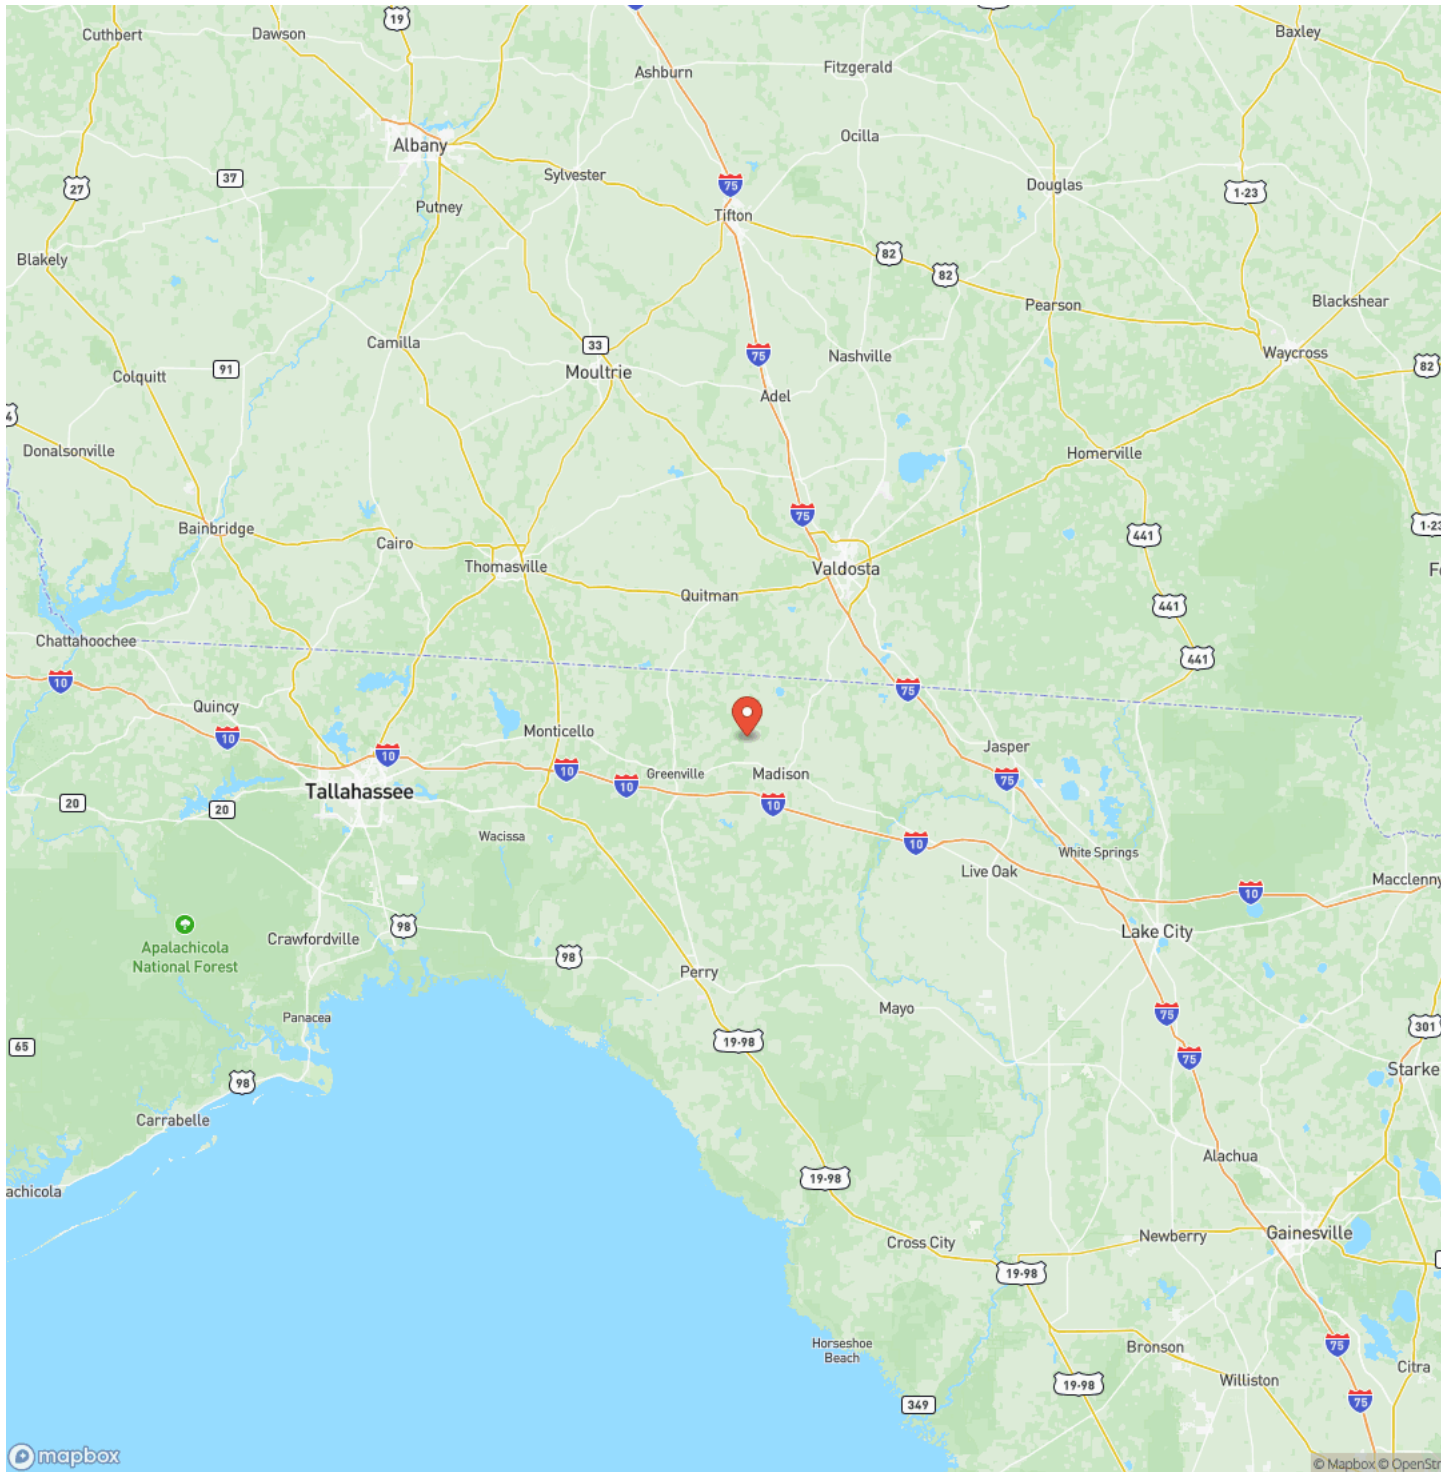 19
Cuthbert
Dawson
Baxley
Ashburn
Fitzgerald
Albany
Ocilla
37
Sylvester
75
27
Douglas
1-23
Putney
Tifton
Blakely
82
82
Pearson
Blackshear
Camilla
33
75
Nashville
Waycross
82
Colquitt
91
Moultrie
Adel
4
Donalsonville
Homerville
75
1-23
Bainbridge
441
Cairo
Thomasville
Valdosta
F
Quitman
441
Chattahoochee
441
10
75
Quincy
10
Monticello
10
Jasper
10
Greenville
Madison
10
75
Tallahassee
20
20
10
Wacissa
10
White Springs
Live Oak
Macclenny
10
98
Apalachicola
National Forest
Crawfordville
Lake City
98
Perry
Mayo
Panacea
75
301
65
19-98
75
Starke
98
Carrabelle
Alachua
19-98
achicola
Cross City
Newberry
Gainesville
19-98
Horseshoe
Beach
Bronson
75
Citra
19-98
Williston
349
75
mapbox
© Mapbox © OpenStr